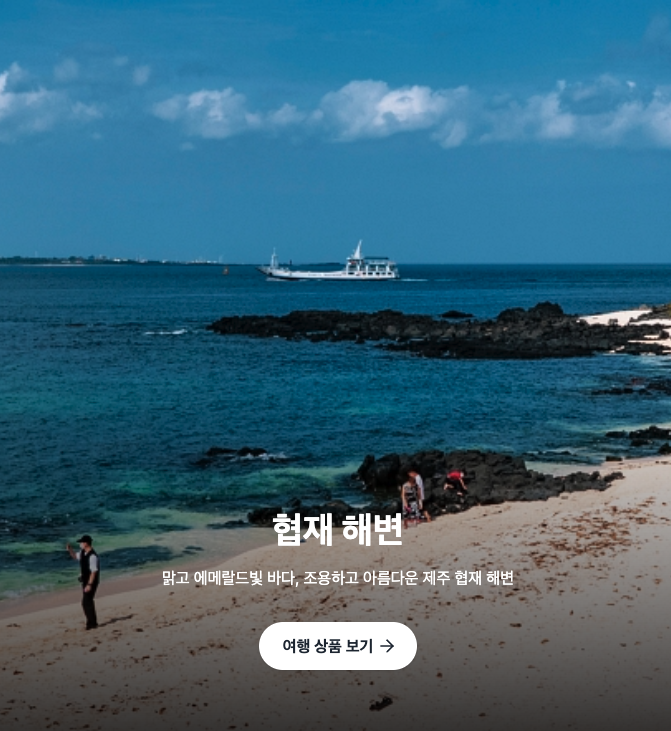 협재 해변
맑고 에메랄드빛 바다, 조용하고 아름다운 제주 협재 해변
여행 상품 보기 →